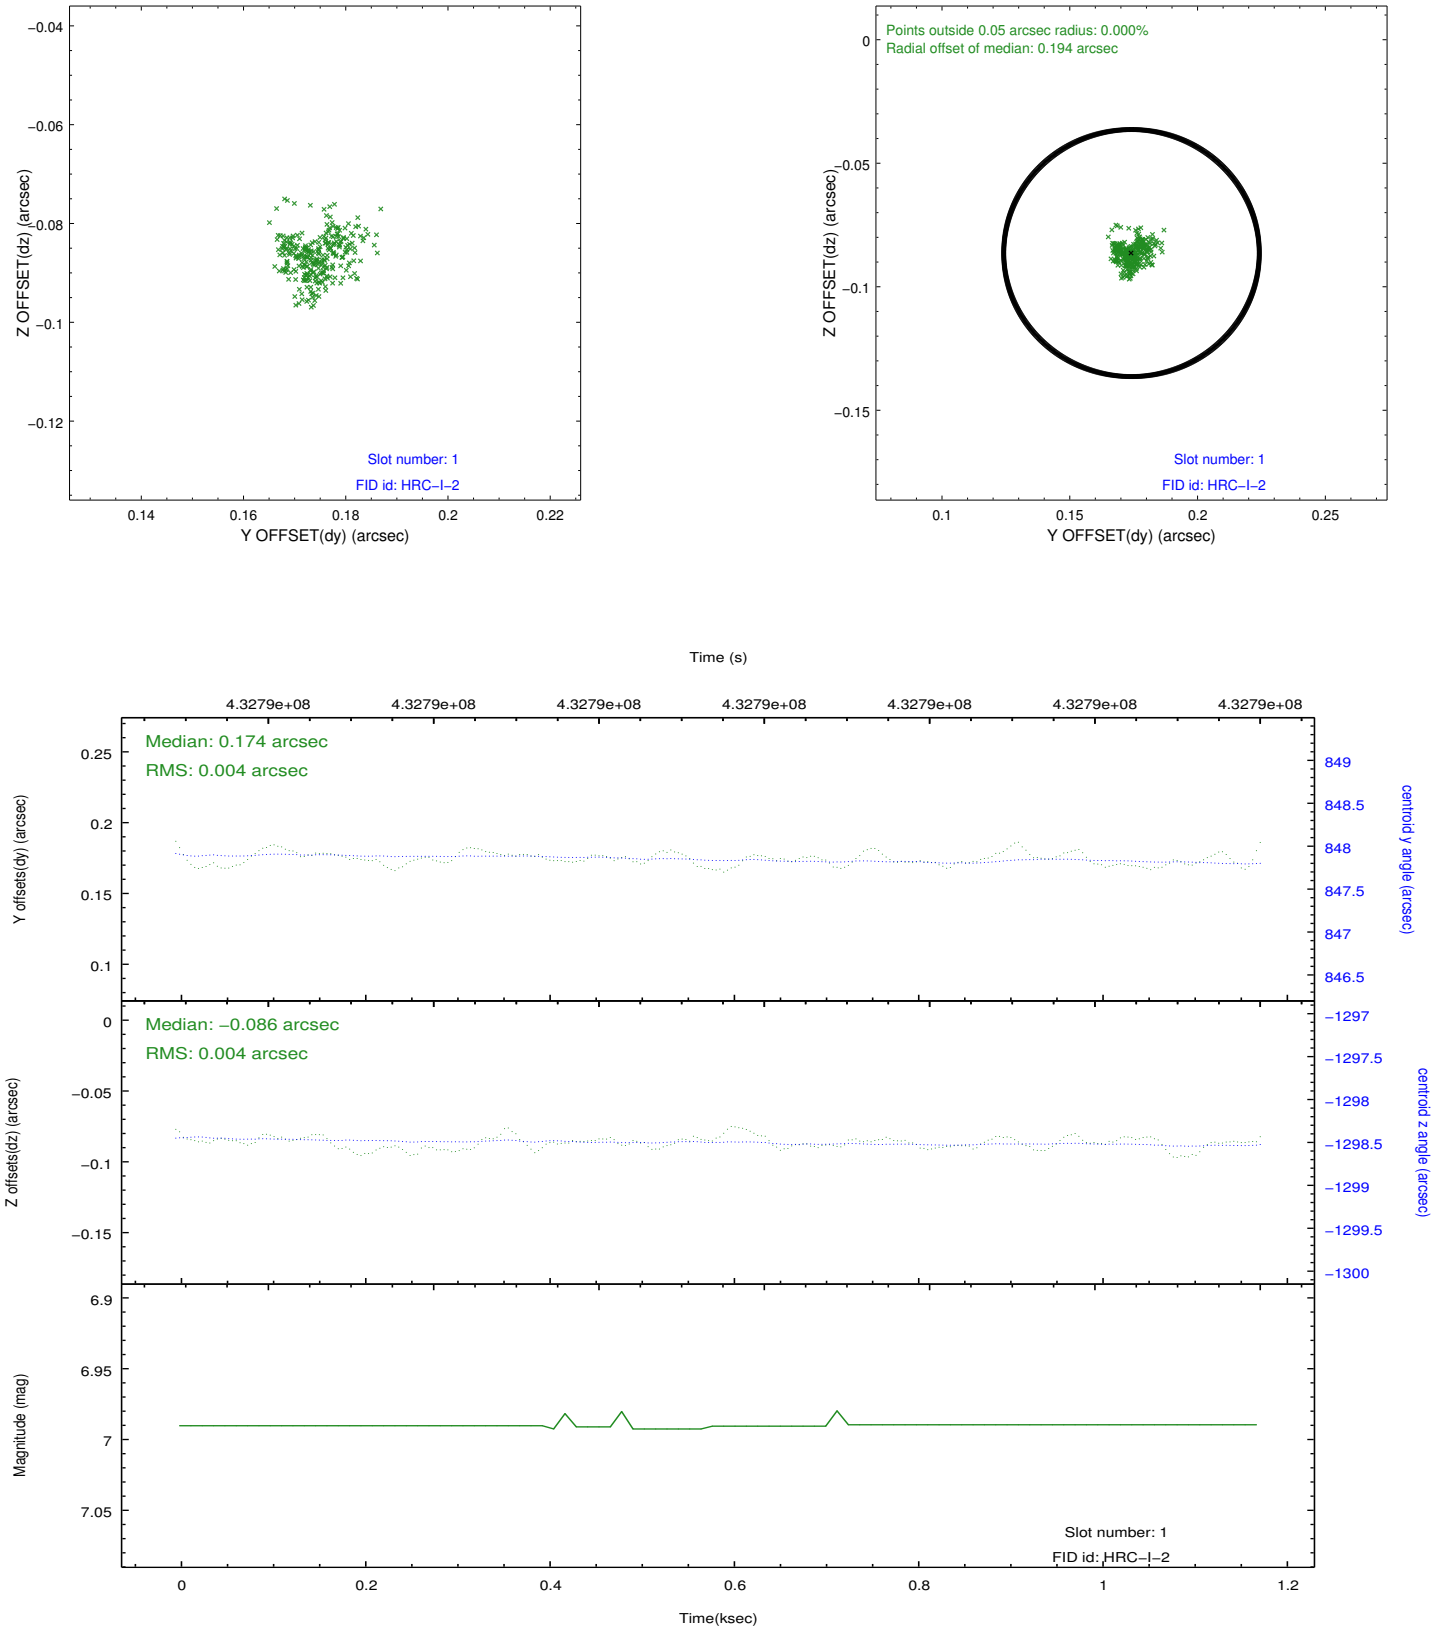 −0.04
−0.06
−0.08
−0.1
−0.12
Z OFFSET(dz) (arcsec)
Slot number: 1
FID id: HRC−I−2
0.14 0.16 0.18 0.2 0.22
Y OFFSET(dy) (arcsec)
Points outside 0.05 arcsec radius: 0.000%
Radial offset of median: 0.194 arcsec
0
−0.05
−0.1
−0.15
Z OFFSET(dz) (arcsec)
Slot number: 1
FID id: HRC−I−2
0.1 0.15 0.2 0.25
Y OFFSET(dy) (arcsec)
Time (s)
4.3279e+08 4.3279e+08 4.3279e+08 4.3279e+08 4.3279e+08 4.3279e+08 4.3279e+08
Median: 0.174 arcsec
RMS: 0.004 arcsec
0.25
0.2
0.15
0.1
Y offsets(dy) (arcsec)
849
848.5
848
847.5
847
846.5
centroid y angle (arcsec)
Median: −0.086 arcsec
RMS: 0.004 arcsec
0
−0.05
−0.1
−0.15
Z offsets(dz) (arcsec)
−1297
−1297.5
−1298
−1298.5
−1299
−1299.5
−1300
centroid z angle (arcsec)
6.9
6.95
7
7.05
Magnitude (mag)
Slot number: 1
FID id: HRC−I−2
0 0.2 0.4 0.6 0.8 1 1.2
Time(ksec)